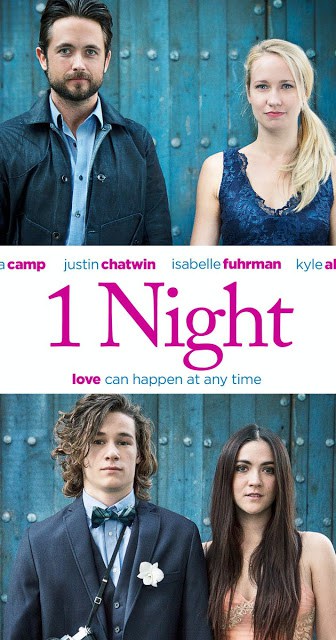 a camp justin chatwin isabelle fuhrman kyle al
1 Night
love can happen at any time